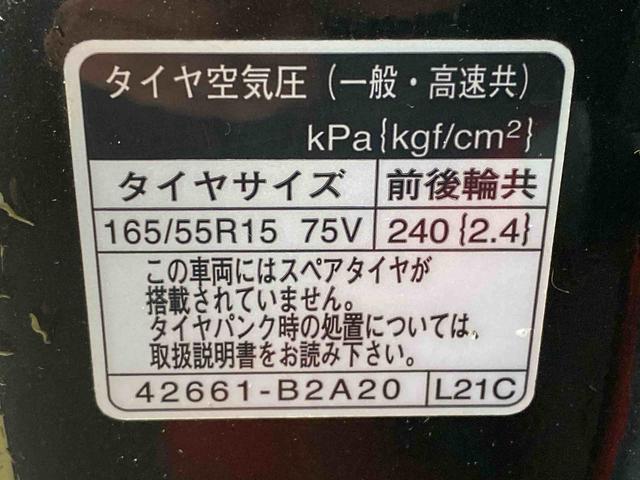 タイヤ空気圧（一般・高速共）
kPa{kgf/cm²}
タイヤサイズ 前後輪共
165/55R15 75V 240{2.4}
この車両にはスペアタイヤが
搭載されていません。
タイヤパンク時の処置については、
取扱説明書をお読み下さい。
42661-B2A20 L21C